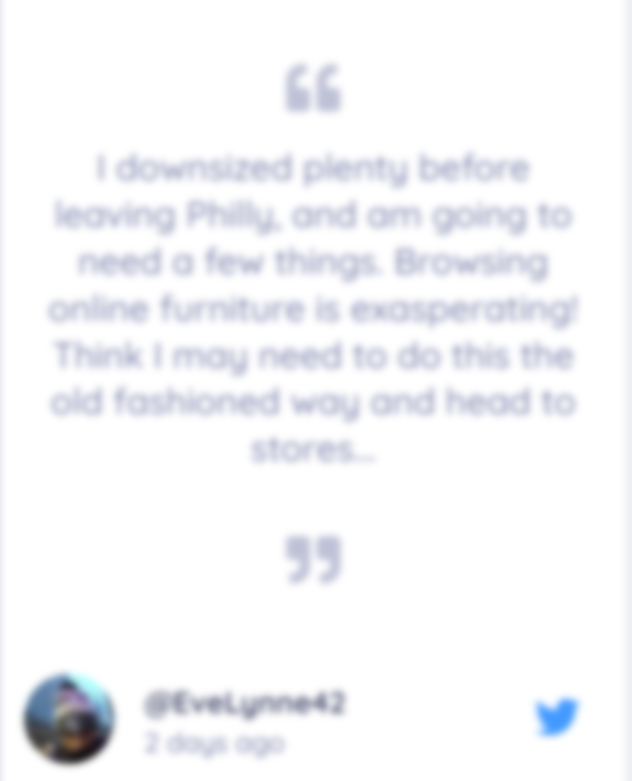 “
I downsized plenty before
leaving Philly, and am going to
need a few things. Browsing
online furniture is exasperating!
Think I may need to do this the
old fashioned way and head to
stores...
”
@EveLynne42
2 days ago